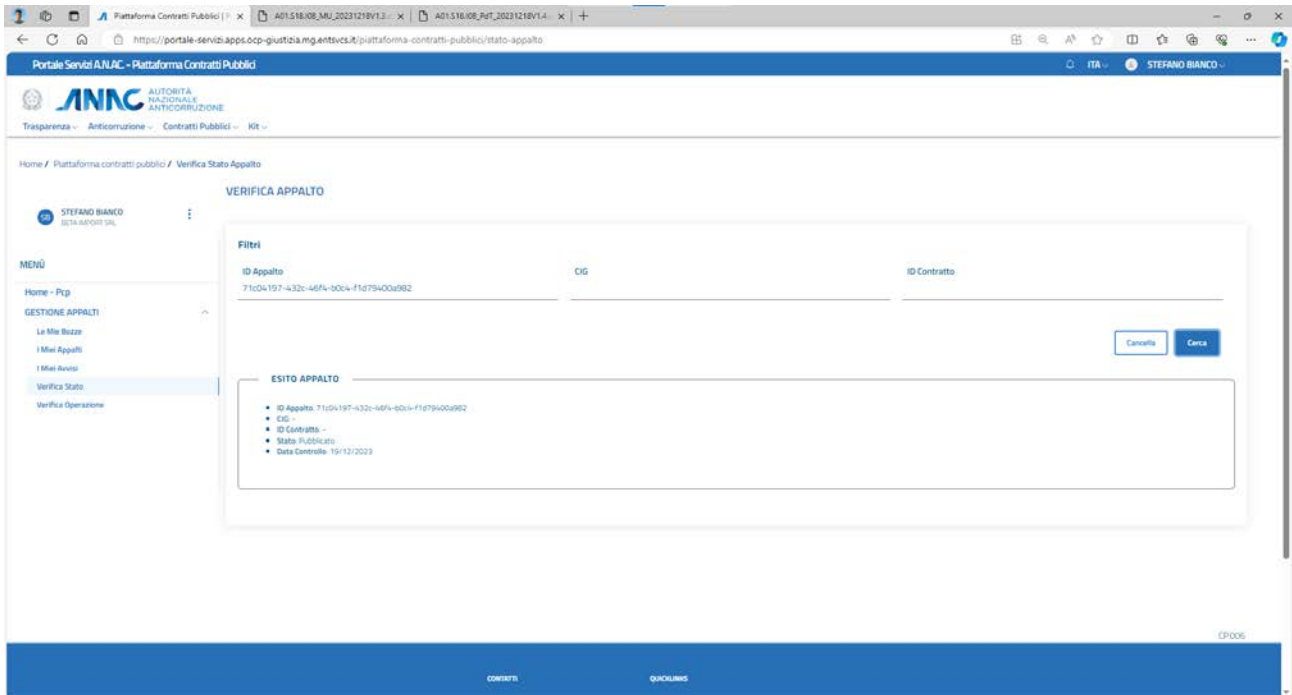 Piattaforma Contratti Pubblici | P
A01.S18.I08_MU_20231218V1.3.
A01.S18.I08_PdT_20231218V1.4.
https://portale-servizi.apps.ocp-giustizia.mg.entsvcs.it/piattaforma-contratti-pubblici/stato-appalto
Portale Servizi A.N.AC. - Piattaforma Contratti Pubblici
ITA
STEFANO BIANCO
ANAC
AUTORITÀ
NAZIONALE
ANTICORRUZIONE
Trasparenza Anticorruzione Contratti Pubblici Kit
Home / Piattaforma contratti pubblici / Verifica Stato Appalto
VERIFICA APPALTO
SB STEFANO BIANCO
BETA IMPORT SRL
MENÙ
Home - Pcp
GESTIONE APPALTI
Le Mie Bozze
I Miei Appalti
I Miei Avvisi
Verifica Stato
Verifica Operazione
Filtri
ID Appalto CIG ID Contratto
71c04197-432c-46f4-b0c4-f1d79400a982
Cancella Cerca
ESITO APPALTO
ID Appalto: 71c04197-432c-46f4-b0c4-f1d79400a982
CIG: -
ID Contratto: -
Stato: Pubblicato
Data Controllo: 19/12/2023
CP006
CONTATTI QUICKLINKS